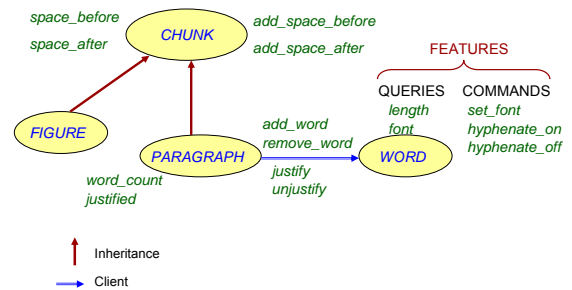 space_before
space_after
CHUNK
add_space_before
add_space_after
FEATURES
QUERIES
COMMANDS
length
font
set_font
hyphenate_on
hyphenate_off
FIGURE
PARAGRAPH
add_word
remove_word
WORD
word_count
justified
justify
unjustify
Inheritance
Client